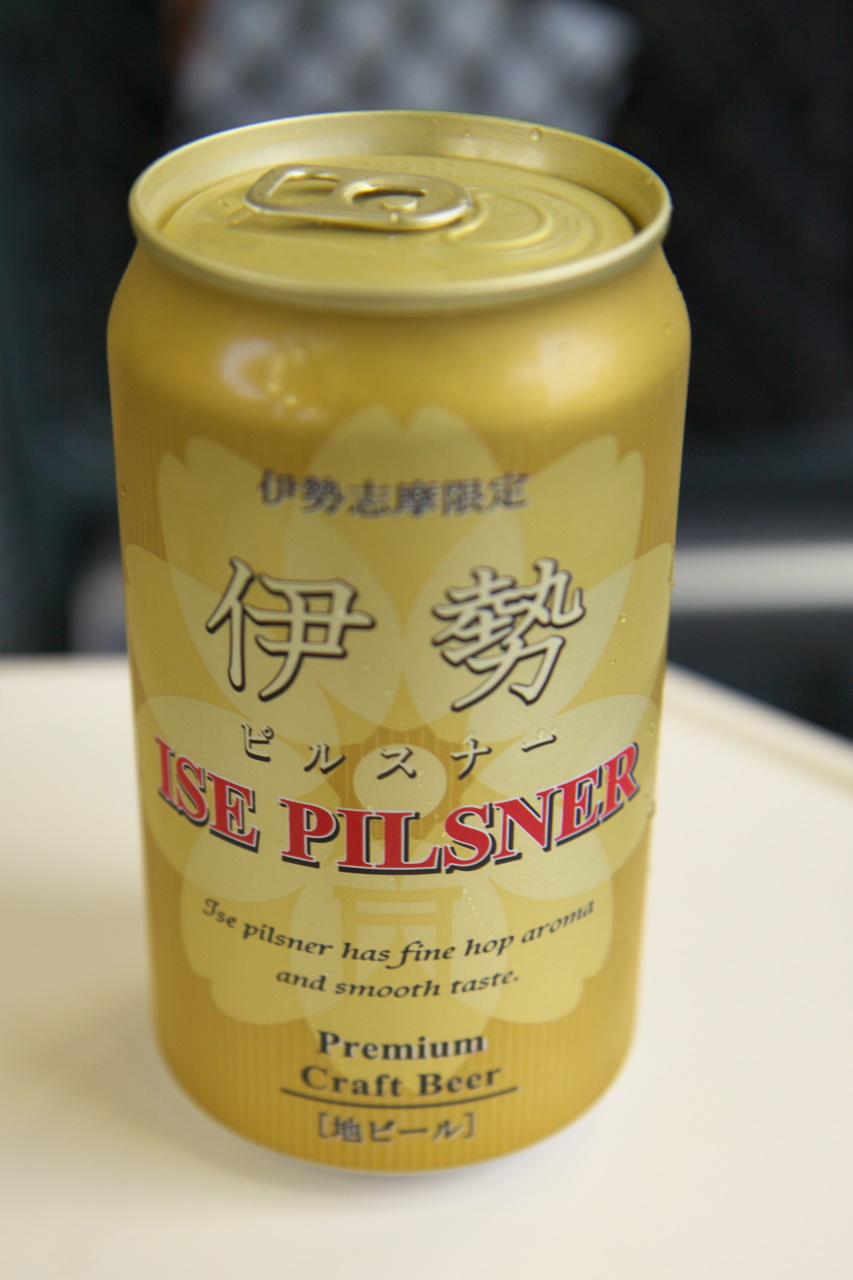 伊勢志摩限定
伊勢
ピルスナー
ISE PILSNER
Ise pilsner has fine hop aroma
and smooth taste.
Premium
Craft Beer
[地ビール]